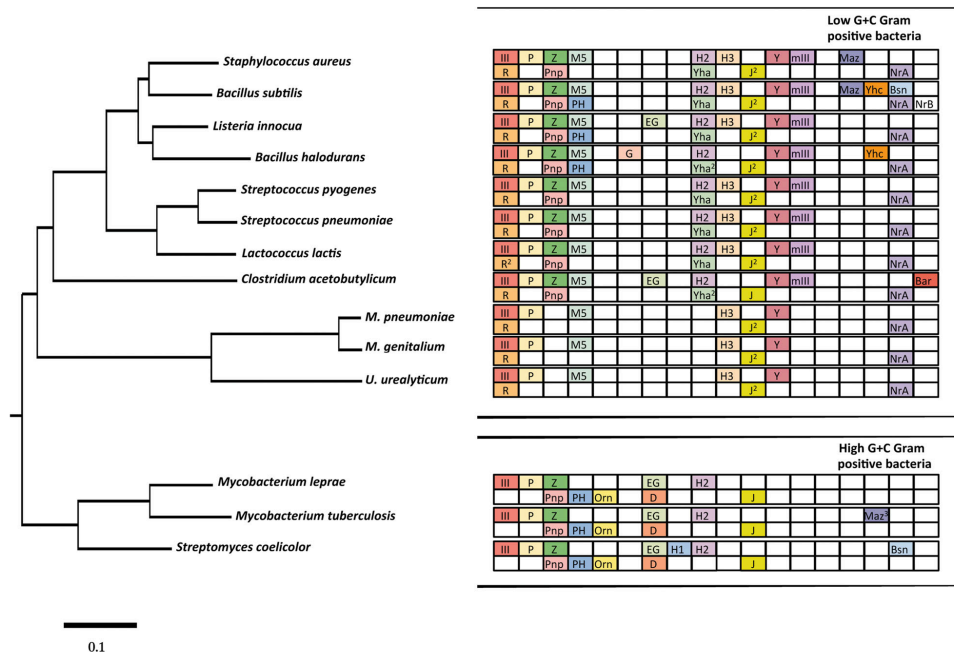 Low G+C Gram
positive bacteria
Staphylococcus aureus
III P Z M5 H2 H3 Y mIII Maz
R Pnp Yha J² NrA
Bacillus subtilis
III P Z M5 H2 H3 Y mIII Maz Yhc Bsn
R Pnp PH Yha J² NrA NrB
Listeria innocua
III P Z M5 EG H2 H3 Y mIII
R Pnp PH Yha J² NrA
Bacillus halodurans
III P Z M5 G H2 Y mIII Yhc
R Pnp PH Yha² J² NrA
Streptococcus pyogenes
III P Z M5 H2 H3 Y mIII
R Pnp Yha J² NrA
Streptococcus pneumoniae
III P Z M5 H2 H3 Y mIII
R Pnp Yha J² NrA
Lactococcus lactis
III P Z M5 H2 H3 Y mIII
R² Pnp Yha J² NrA
Clostridium acetobutylicum
III P Z M5 EG H2 Y mIII Bar
R Pnp Yha² J NrA
M. pneumoniae
III P M5 H3 Y
R J² NrA
M. genitalium
III P M5 H3 Y
R J² NrA
U. urealyticum
III P M5 H3 Y
R J² NrA
High G+C Gram
positive bacteria
Mycobacterium leprae
III P Z EG H2
Pnp PH Orn D J
Mycobacterium tuberculosis
III P Z EG H2 Maz³
Pnp PH Orn D J
Streptomyces coelicolor
III P Z EG H1 H2 Bsn
Pnp PH Orn D J
0.1